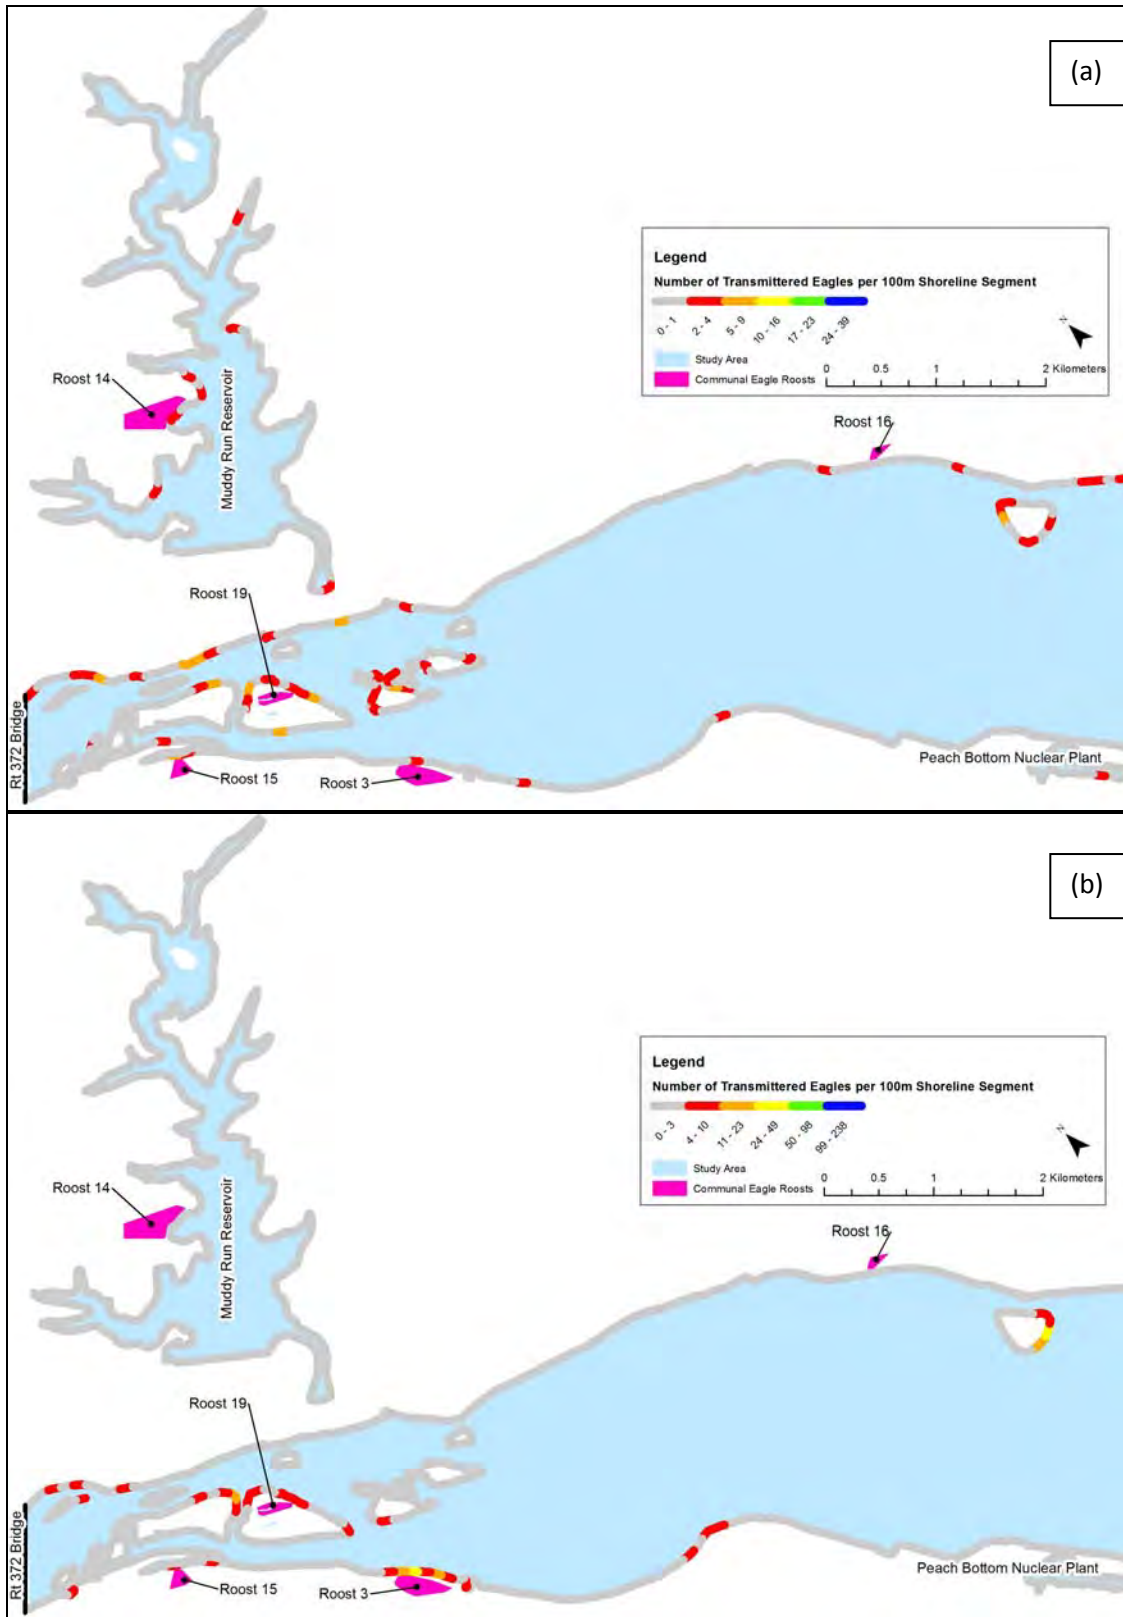 (a)
Legend
Number of Transmittered Eagles per 100m Shoreline Segment
0 - 1
2 - 4
5 - 9
10 - 16
17 - 23
24 - 39
N
Study Area
Communal Eagle Roosts
0
0.5
1
2 Kilometers
Roost 14
Muddy Run Reservoir
Roost 16
Roost 19
Rt 372 Bridge
Roost 15
Roost 3
Peach Bottom Nuclear Plant
(b)
Legend
Number of Transmittered Eagles per 100m Shoreline Segment
0 - 3
4 - 10
11 - 23
24 - 49
50 - 98
99 - 238
N
Study Area
Communal Eagle Roosts
0
0.5
1
2 Kilometers
Roost 14
Muddy Run Reservoir
Roost 16
Roost 19
Rt 372 Bridge
Roost 15
Roost 3
Peach Bottom Nuclear Plant